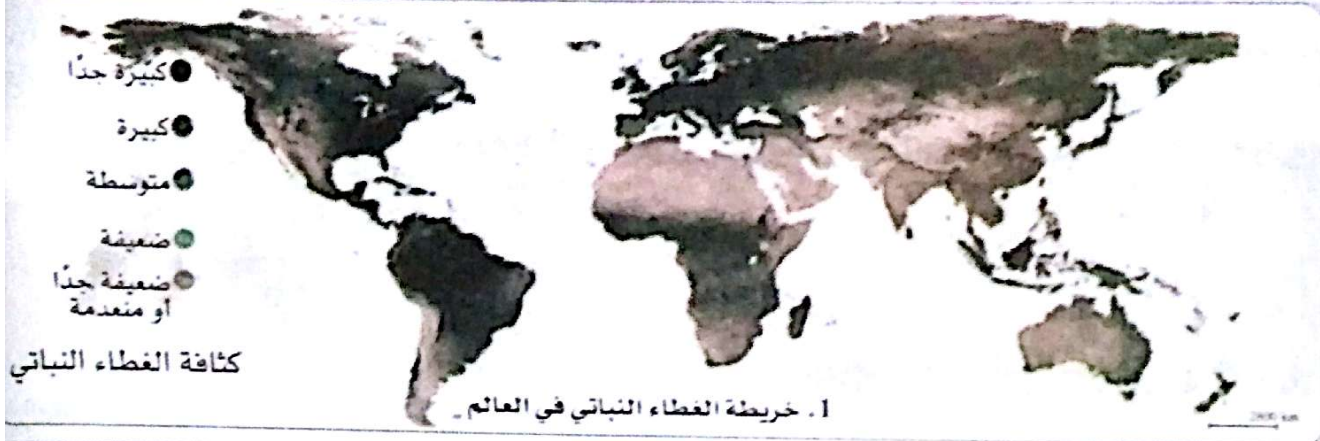 كبيرة جدًا
كبيرة
متوسطة
ضعيفة
ضعيفة جدًا
أو منعدمة
كثافة الغطاء النباتي
1. خريطة الغطاء النباتي في العالم